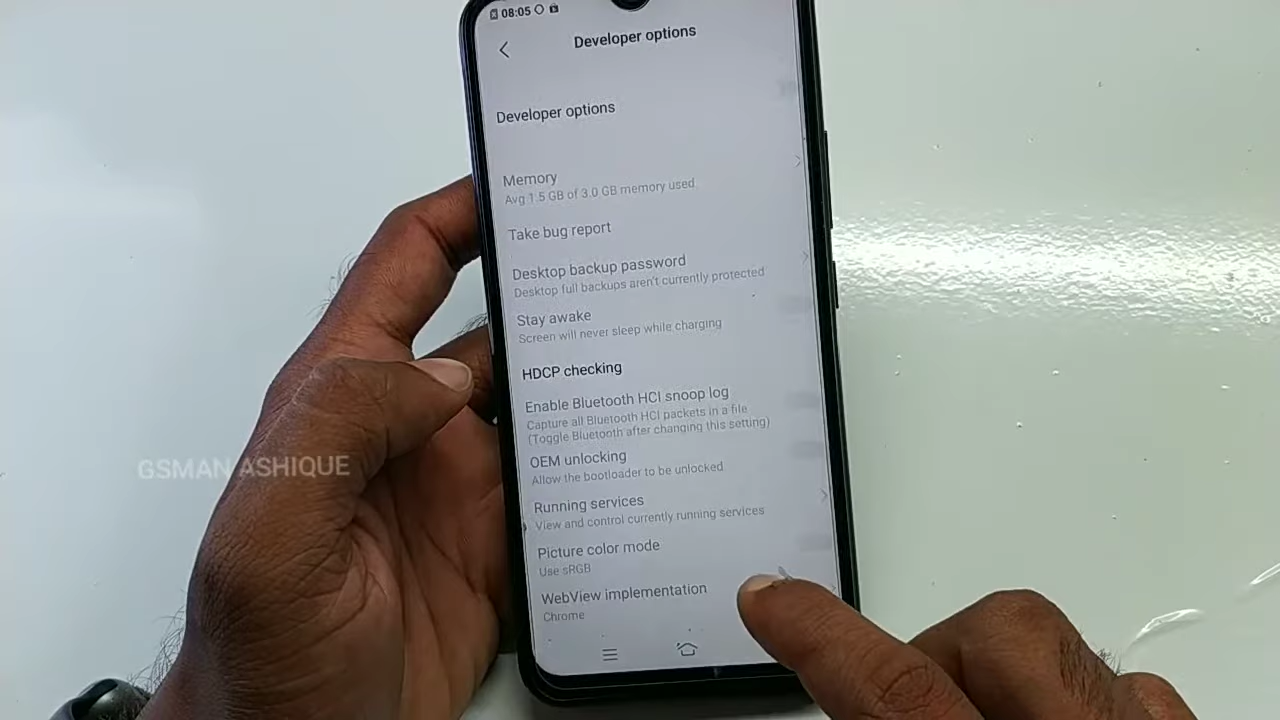 08:05
Developer options
Developer options
Memory
Avg 1.5 GB of 3.0 GB memory used
Take bug report
Desktop backup password
Desktop full backups aren't currently protected
Stay awake
Screen will never sleep while charging
HDCP checking
Enable Bluetooth HCI snoop log
Capture all Bluetooth HCI packets in a file
(Toggle Bluetooth after changing this setting)
OEM unlocking
Allow the bootloader to be unlocked
GSMAN ASHIQUE
Running services
View and control currently running services
Picture color mode
Use sRGB
WebView implementation
Chrome